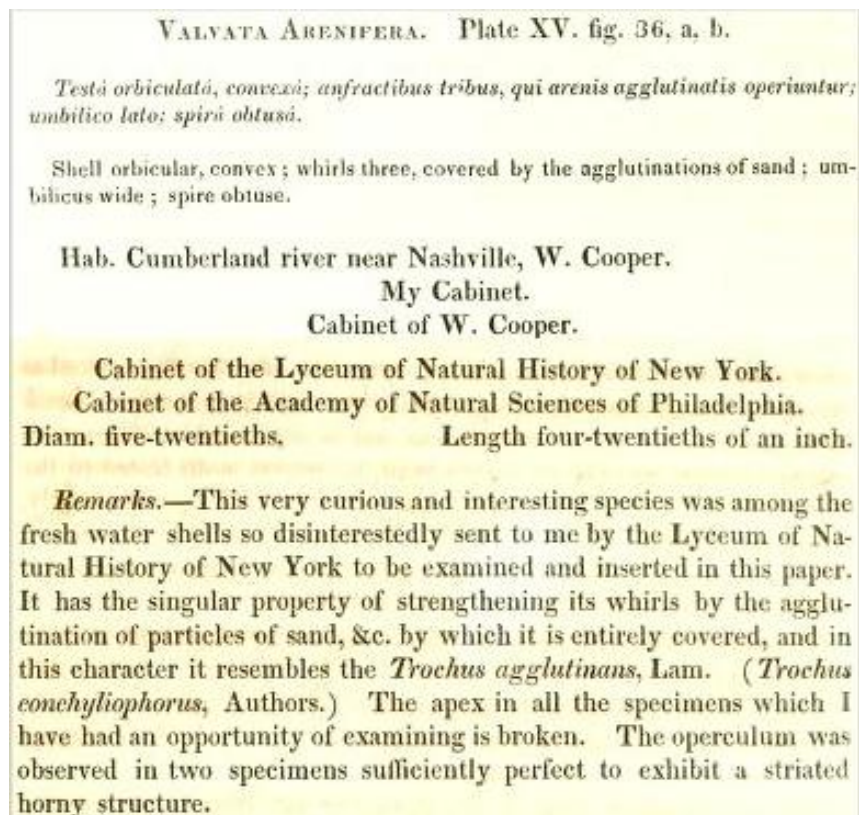 VALVATA ARENIFERA. Plate XV. fig. 36, a, b.
Testâ orbiculatâ, convexâ; anfractibus tribus, qui arenis agglutinatis operiuntur;
umbilico lato; spirâ obtusâ.
Shell orbicular, convex; whirls three, covered by the agglutinations of sand; um-
bilicus wide; spire obtuse.
Hab. Cumberland river near Nashville, W. Cooper.
My Cabinet.
Cabinet of W. Cooper.
Cabinet of the Lyceum of Natural History of New York.
Cabinet of the Academy of Natural Sciences of Philadelphia.
Diam. five-twentieths. Length four-twentieths of an inch.
Remarks.—This very curious and interesting species was among the
fresh water shells so disinterestedly sent to me by the Lyceum of Na-
tural History of New York to be examined and inserted in this paper.
It has the singular property of strengthening its whirls by the agglu-
tination of particles of sand, &c. by which it is entirely covered, and in
this character it resembles the Trochus agglutinans, Lam. (Trochus
conchyliophorus, Authors.) The apex in all the specimens which I
have had an opportunity of examining is broken. The operculum was
observed in two specimens sufficiently perfect to exhibit a striated
horny structure.